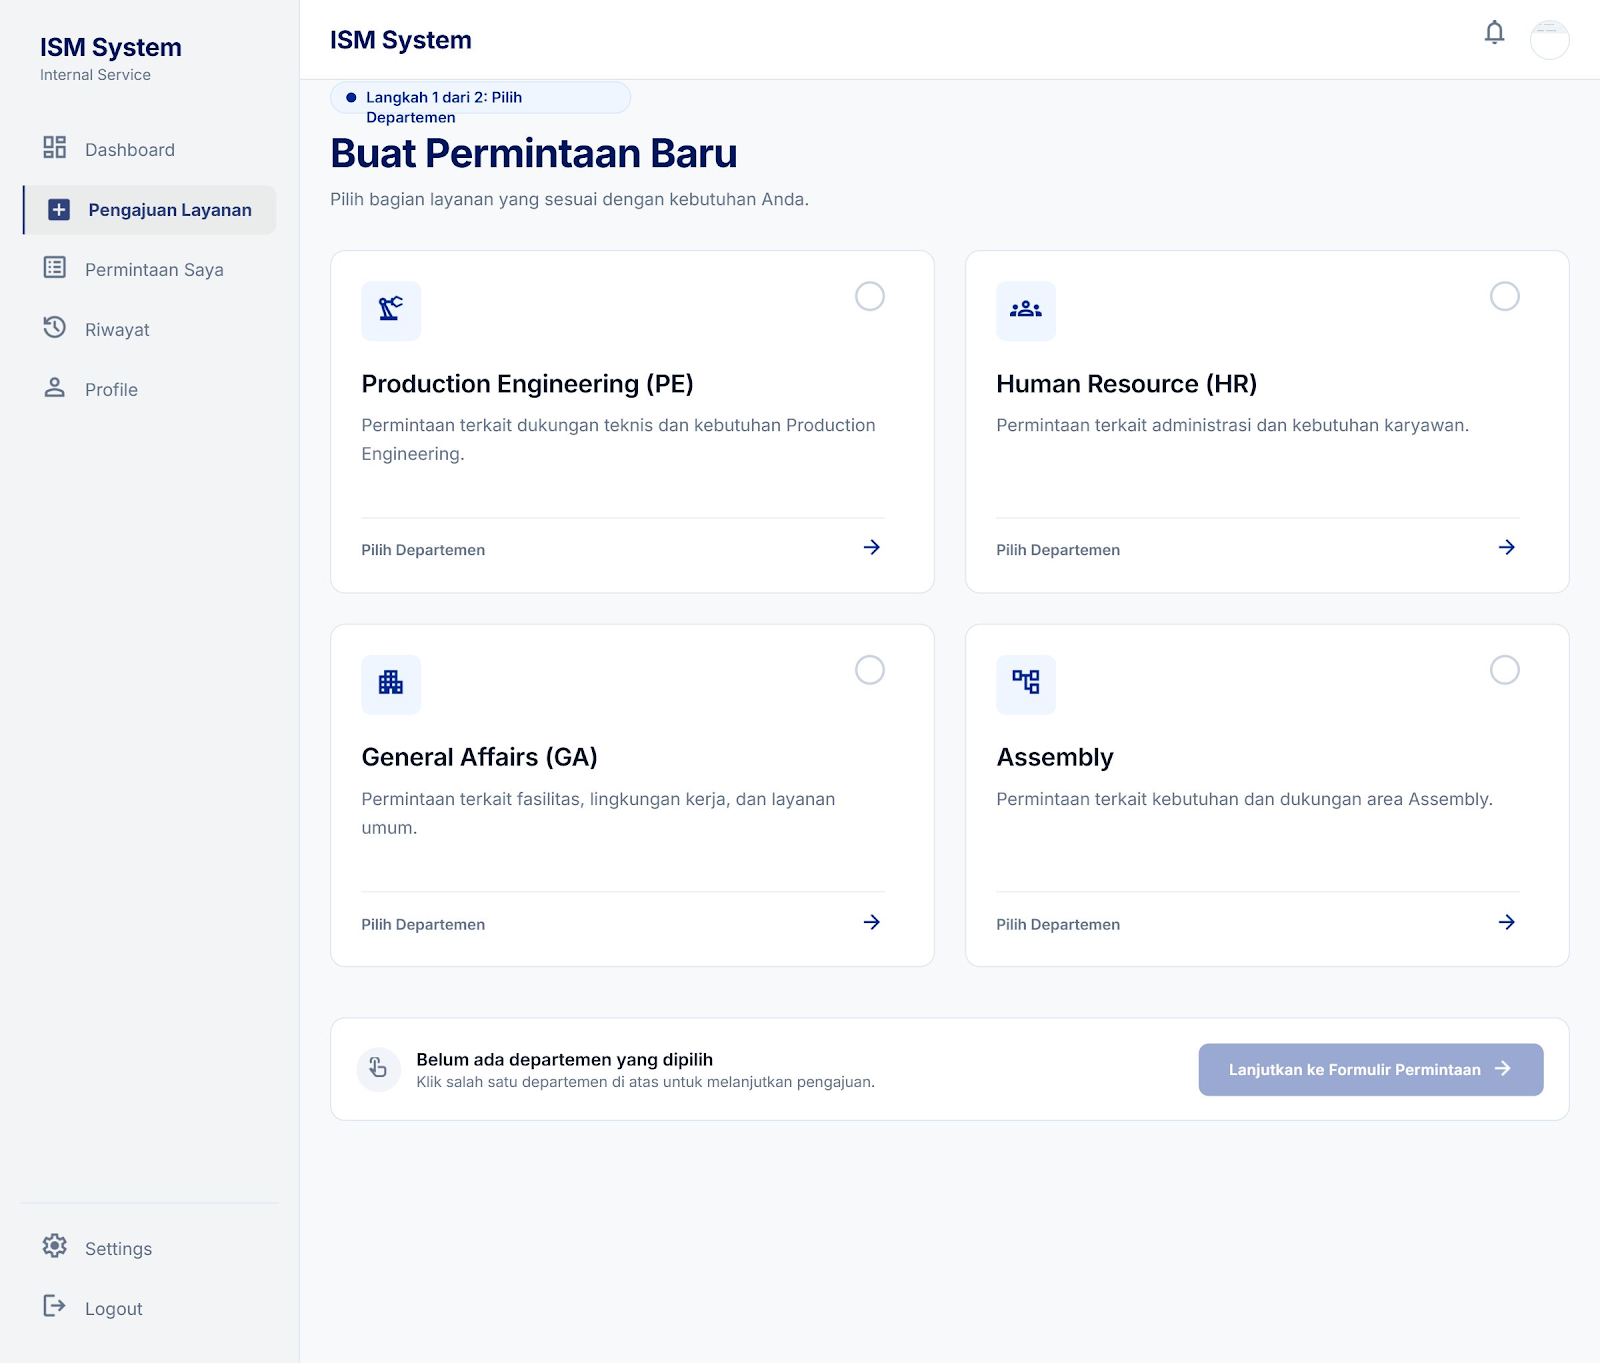 ISM System
Internal Service
Dashboard
Pengajuan Layanan
Permintaan Saya
Riwayat
Profile
Settings
Logout
ISM System
Langkah 1 dari 2: Pilih
Departemen
Buat Permintaan Baru
Pilih bagian layanan yang sesuai dengan kebutuhan Anda.
Production Engineering (PE)
Permintaan terkait dukungan teknis dan kebutuhan Production
Engineering.
Pilih Departemen
Human Resource (HR)
Permintaan terkait administrasi dan kebutuhan karyawan.
Pilih Departemen
General Affairs (GA)
Permintaan terkait fasilitas, lingkungan kerja, dan layanan
umum.
Pilih Departemen
Assembly
Permintaan terkait kebutuhan dan dukungan area Assembly.
Pilih Departemen
Belum ada departemen yang dipilih
Klik salah satu departemen di atas untuk melanjutkan pengajuan.
Lanjutkan ke Formulir Permintaan